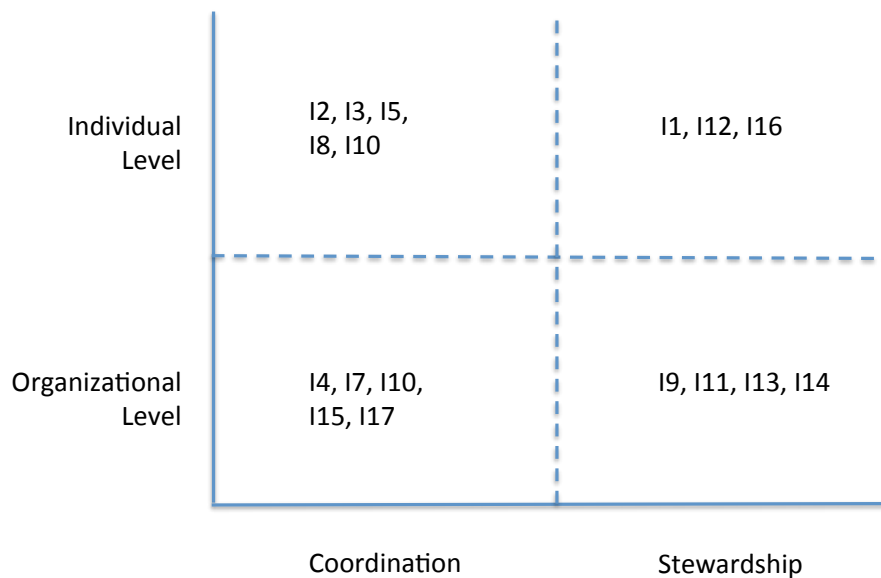 Individual
Level
I2, I3, I5,
I8, I10
I1, I12, I16
Organizational
Level
I4, I7, I10,
I15, I17
I9, I11, I13, I14
Coordination
Stewardship